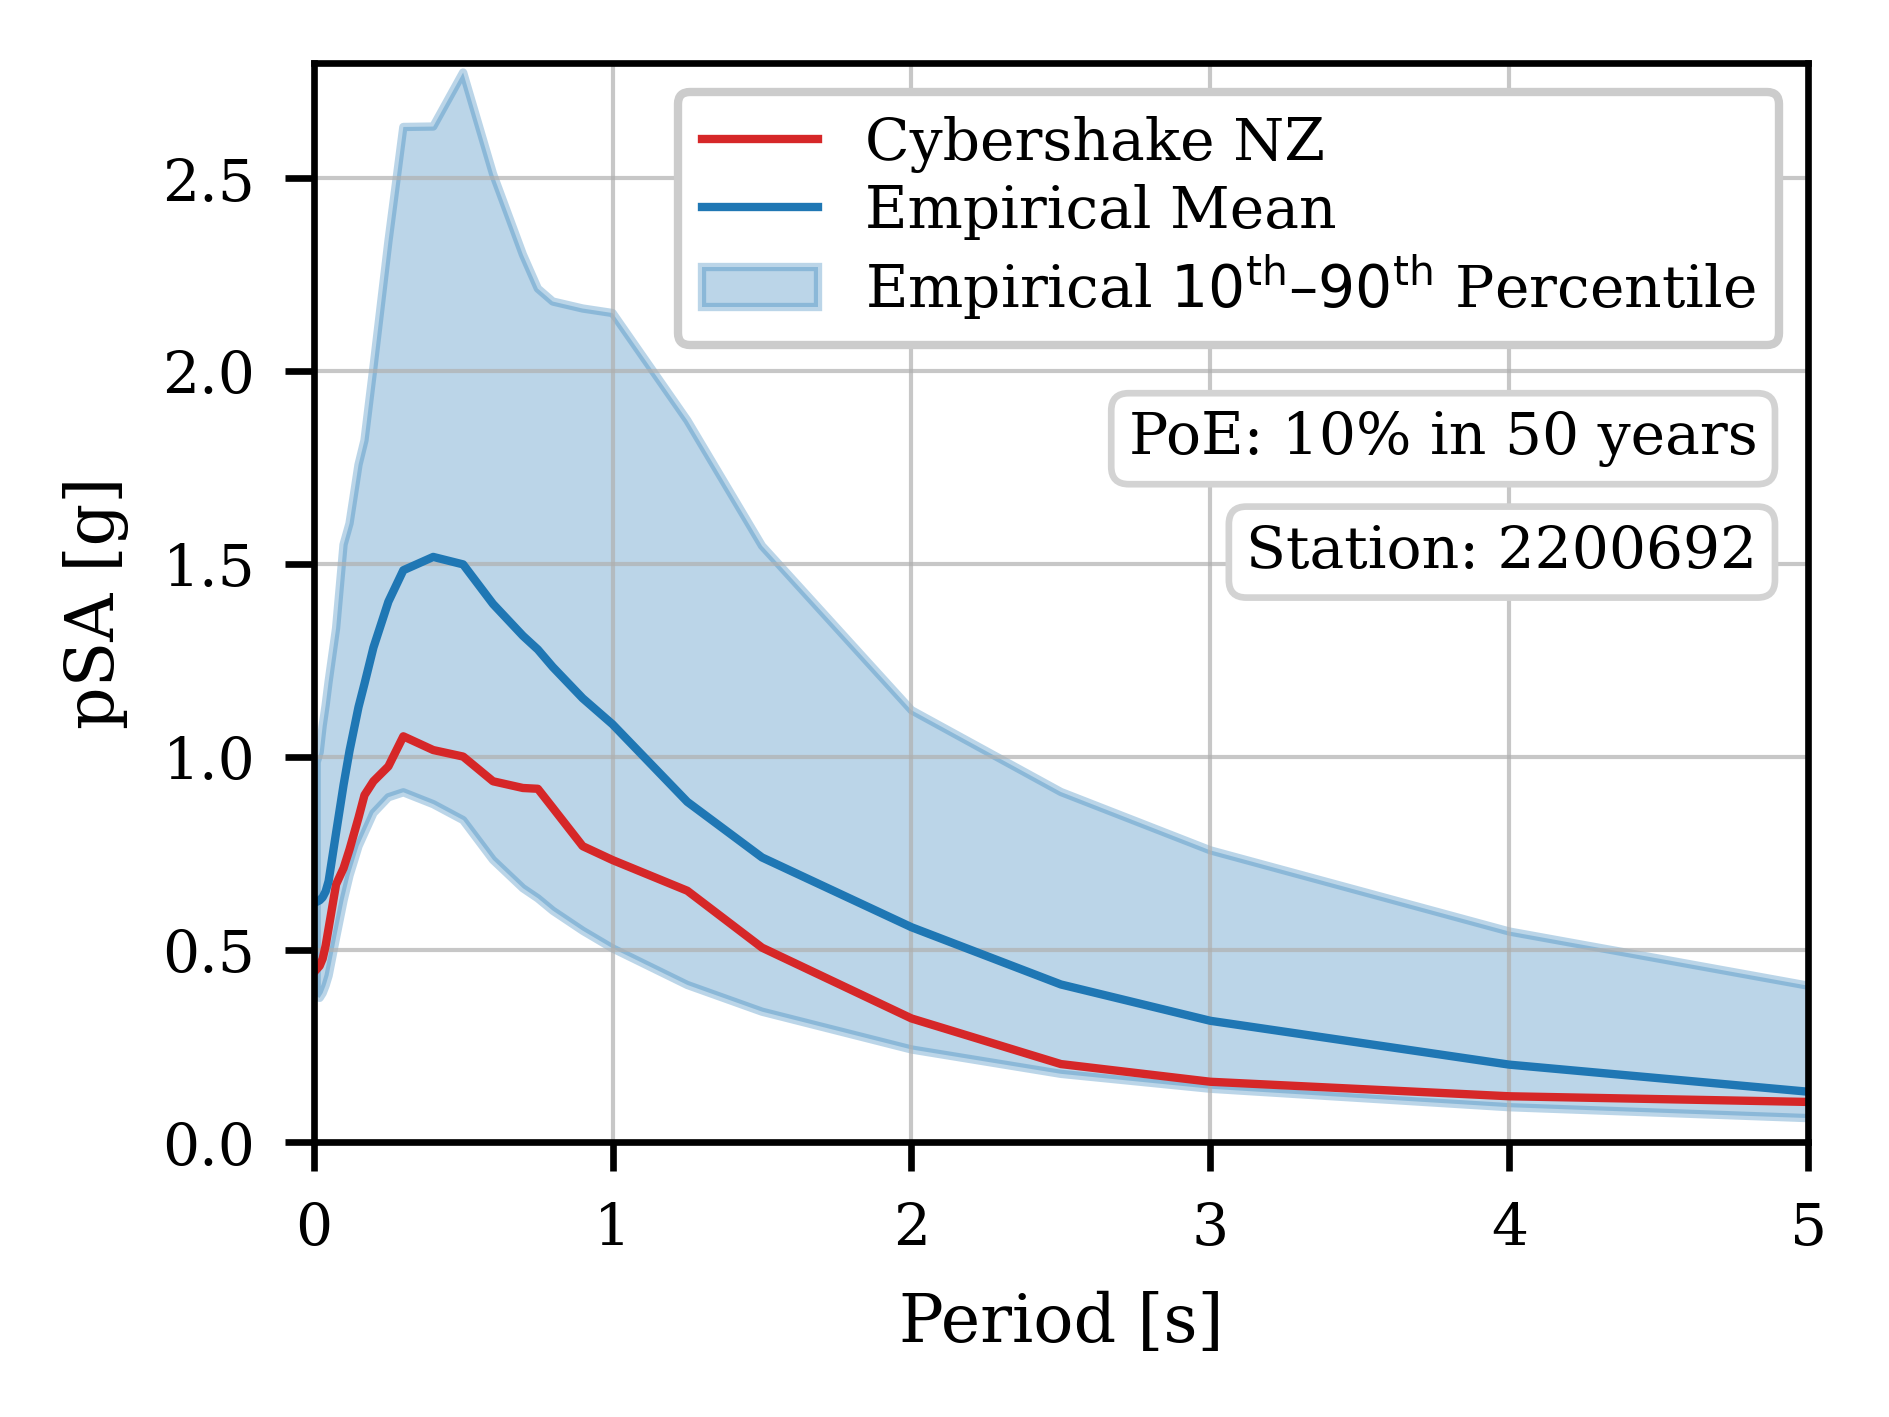 Cybershake NZ
Empirical Mean
Empirical 10th–90th Percentile
PoE: 10% in 50 years
Station: 2200692
pSA [g]
2.5
2.0
1.5
1.0
0.5
0.0
0 1 2 3 4 5
Period [s]